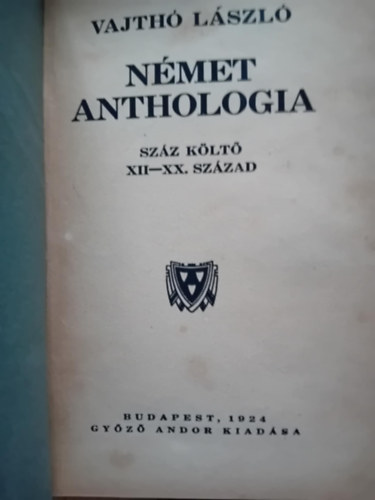 VAJTHÓ LÁSZLÓ
NÉMET
ANTHOLOGIA
SZÁZ KÖLTŐ
XII—XX. SZÁZAD
BUDAPEST, 1924
GYŐZŐ ANDOR KIADÁSA